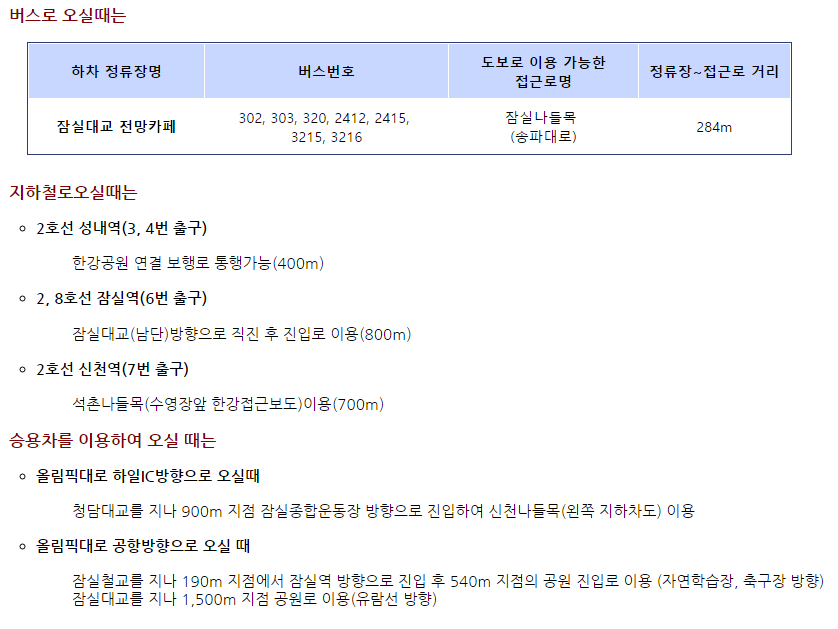 버스로 오실때는
하차 정류장명
버스번호
도보로 이용 가능한
접근로명
정류장~접근로 거리
잠실대교 전망카페
302, 303, 320, 2412, 2415,
3215, 3216
잠실나들목
(송파대로)
284m
지하철로오실때는
2호선 성내역(3, 4번 출구)
한강공원 연결 보행로 통행가능(400m)
2, 8호선 잠실역(6번 출구)
잠실대교(남단)방향으로 직진 후 진입로 이용(800m)
2호선 신천역(7번 출구)
석촌나들목(수영장앞 한강접근보도)이용(700m)
승용차를 이용하여 오실 때는
올림픽대로 하일IC방향으로 오실때
청담대교를 지나 900m 지점 잠실종합운동장 방향으로 진입하여 신천나들목(왼쪽 지하차도) 이용
올림픽대로 공항방향으로 오실 때
잠실철교를 지나 190m 지점에서 잠실역 방향으로 진입 후 540m 지점의 공원 진입로 이용 (자연학습장, 축구장 방향)
잠실대교를 지나 1,500m 지점 공원로 이용(유람선 방향)